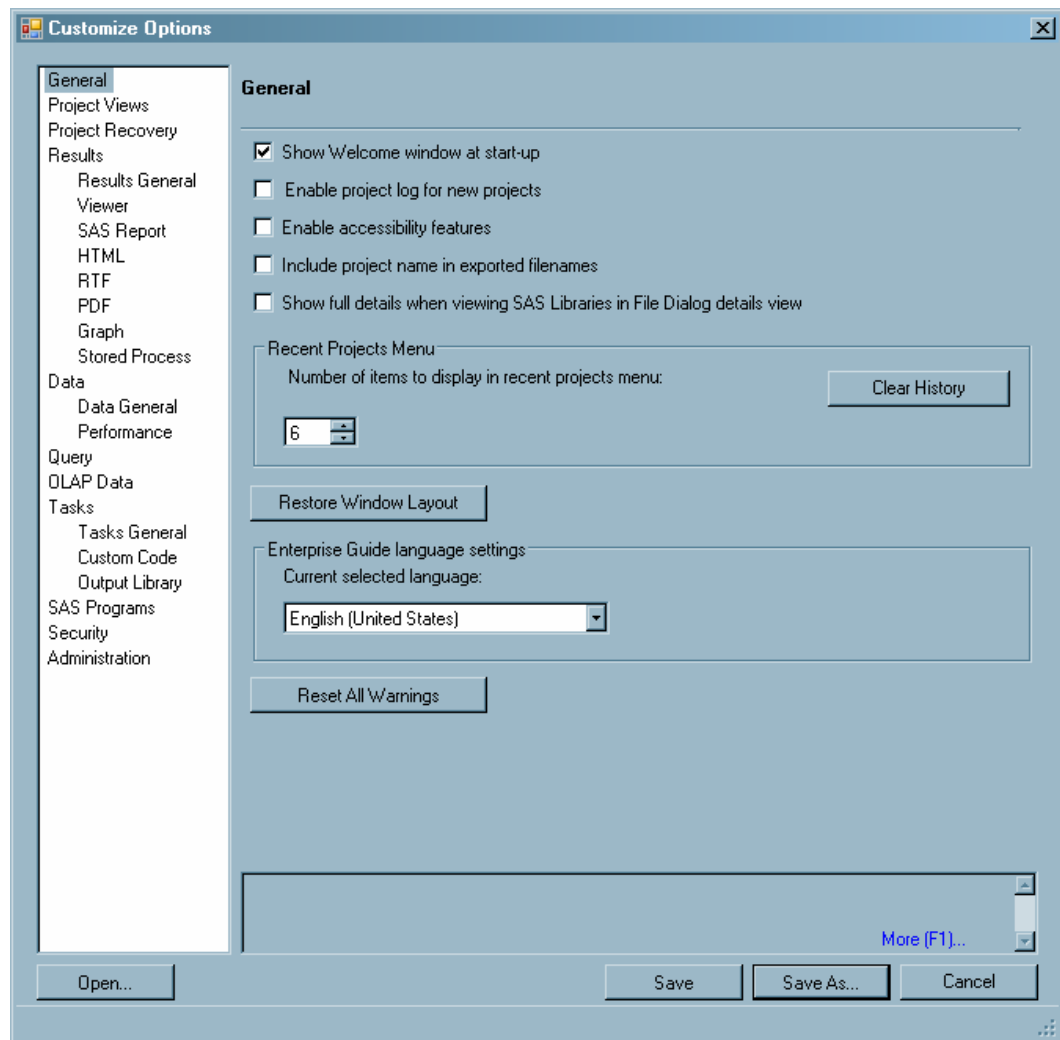 Customize Options
General
Project Views
Project Recovery
Results
Results General
Viewer
SAS Report
HTML
RTF
PDF
Graph
Stored Process
Data
Data General
Performance
Query
OLAP Data
Tasks
Tasks General
Custom Code
Output Library
SAS Programs
Security
Administration
General
Show Welcome window at start-up
Enable project log for new projects
Enable accessibility features
Include project name in exported filenames
Show full details when viewing SAS Libraries in File Dialog details view
Recent Projects Menu
Number of items to display in recent projects menu:
Clear History
6
Restore Window Layout
Enterprise Guide language settings
Current selected language:
English (United States)
Reset All Warnings
More (F1)...
Open...
Save
Save As...
Cancel